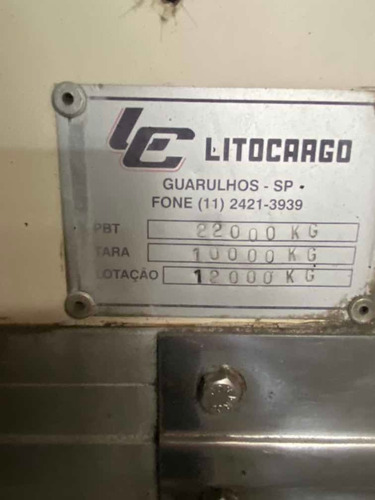 LC LITOCARGO
GUARULHOS - SP
FONE (11) 2421-3939
PBT 22000 KG
TARA 10000 KG
LOTAÇÃO 12000 KG